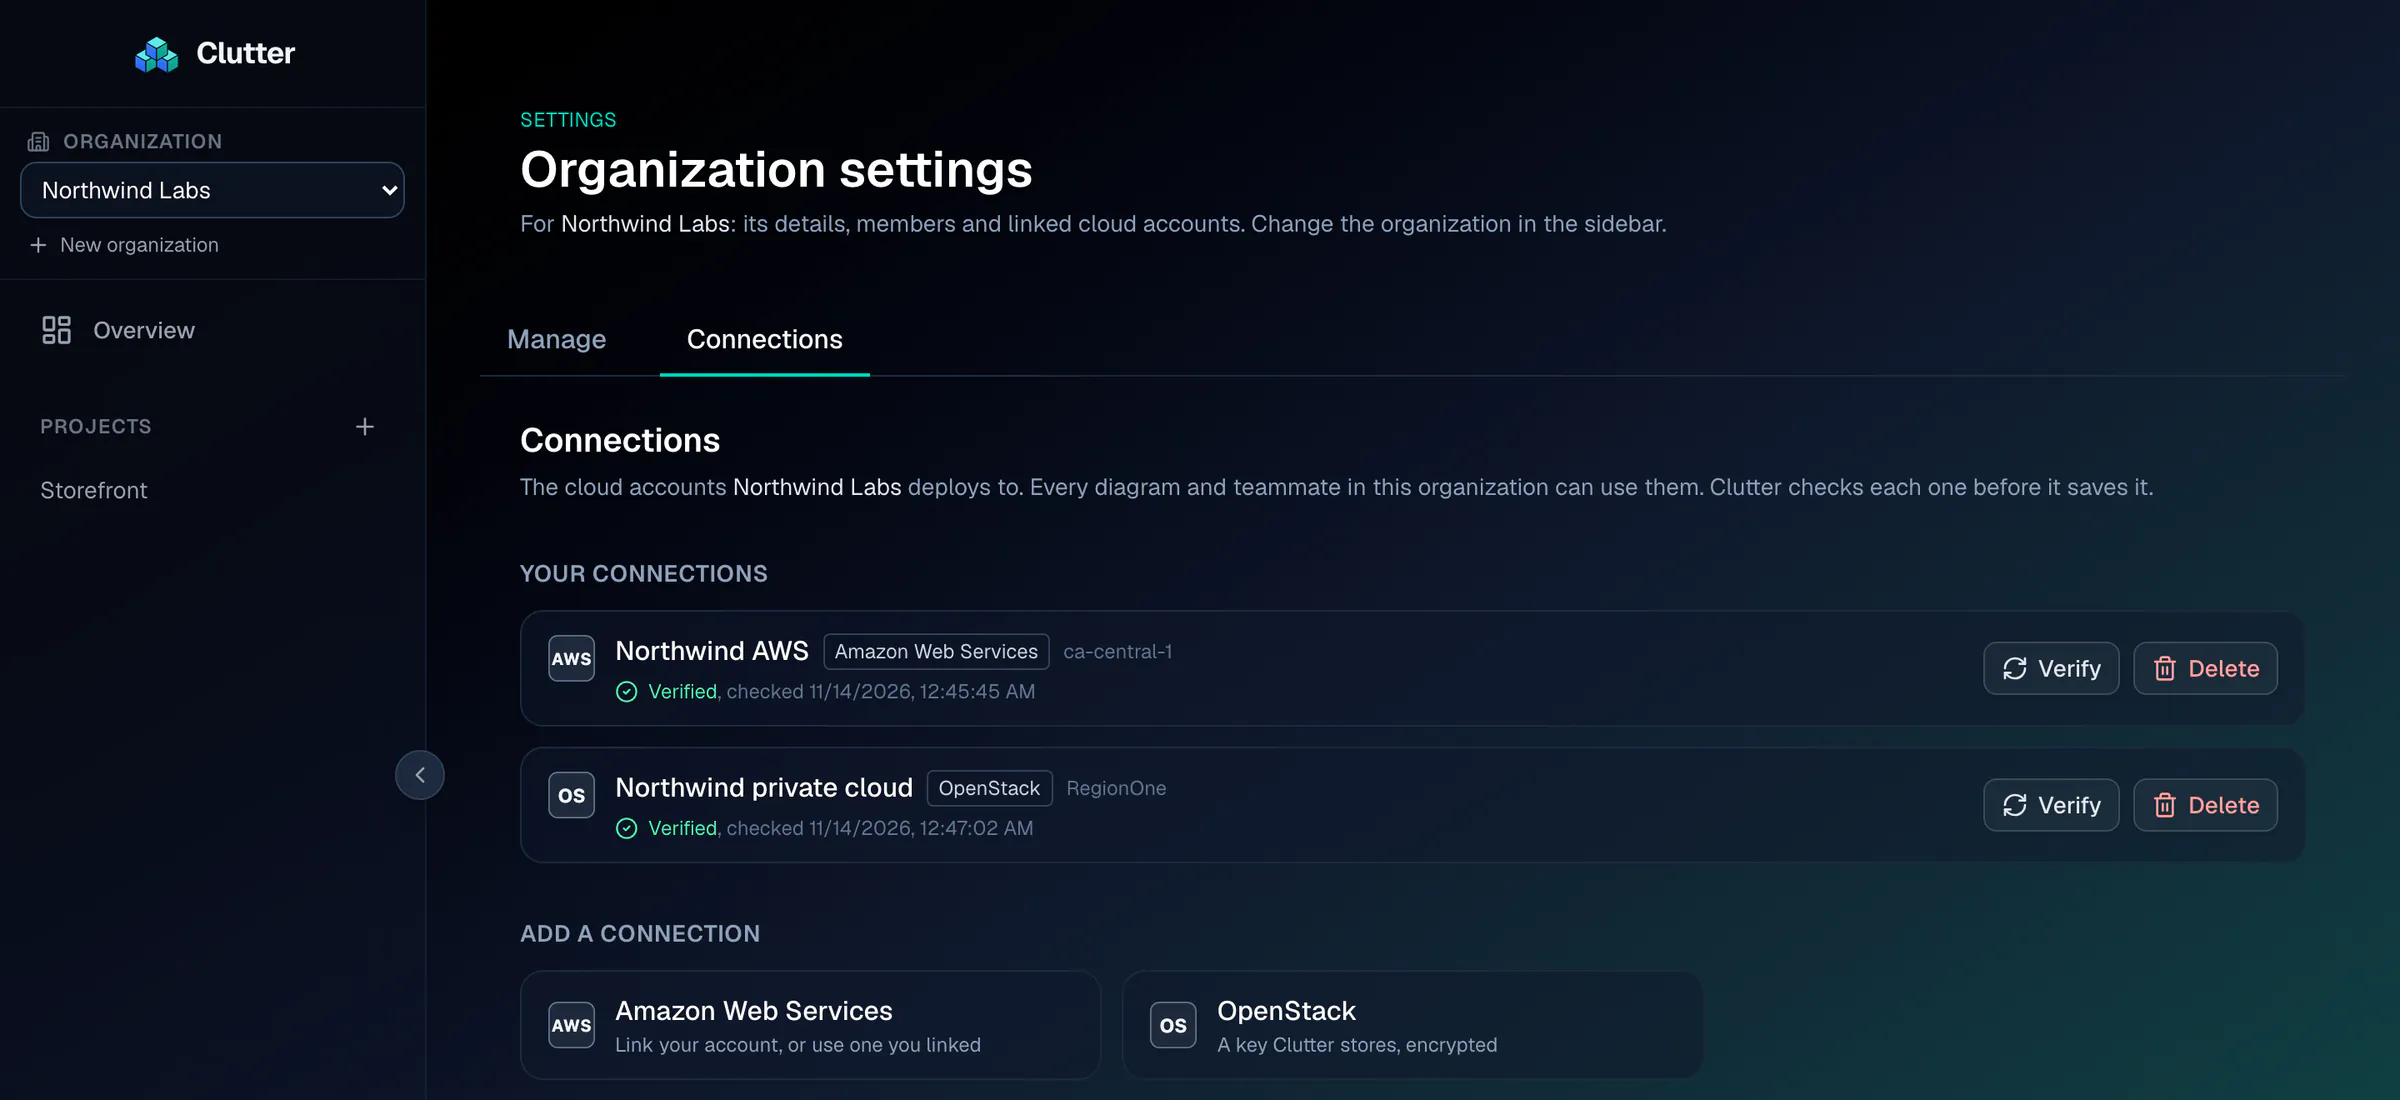 Clutter
ORGANIZATION
Northwind Labs
New organization
Overview
PROJECTS
Storefront
SETTINGS
Organization settings
For Northwind Labs: its details, members and linked cloud accounts. Change the organization in the sidebar.
Manage
Connections
Connections
The cloud accounts Northwind Labs deploys to. Every diagram and teammate in this organization can use them. Clutter checks each one before it saves it.
YOUR CONNECTIONS
AWS
Northwind AWS Amazon Web Services ca-central-1
Verified, checked 11/14/2026, 12:45:45 AM
Verify
Delete
OS
Northwind private cloud OpenStack RegionOne
Verified, checked 11/14/2026, 12:47:02 AM
Verify
Delete
ADD A CONNECTION
AWS
Amazon Web Services
Link your account, or use one you linked
OS
OpenStack
A key Clutter stores, encrypted